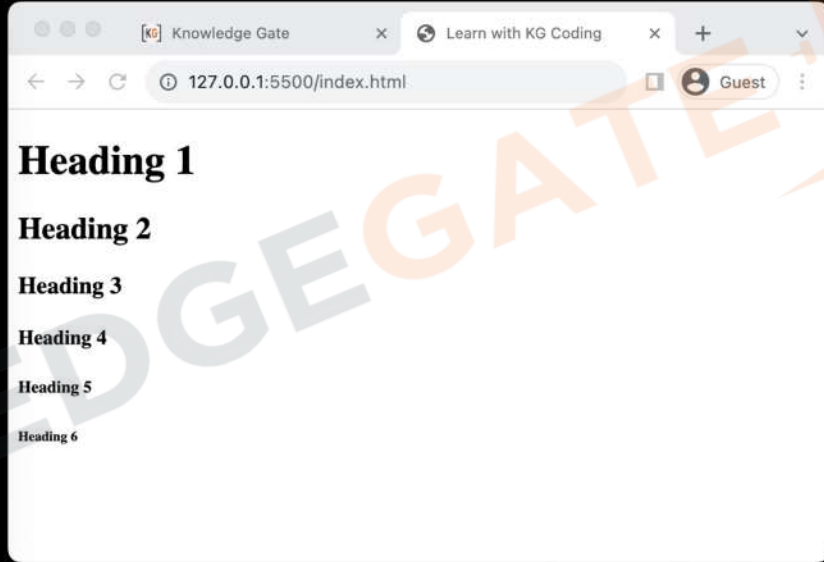 [KG] Knowledge Gate
Learn with KG Coding
127.0.0.1:5500/index.html
Guest
Heading 1
Heading 2
Heading 3
Heading 4
Heading 5
Heading 6
EDGEGATE